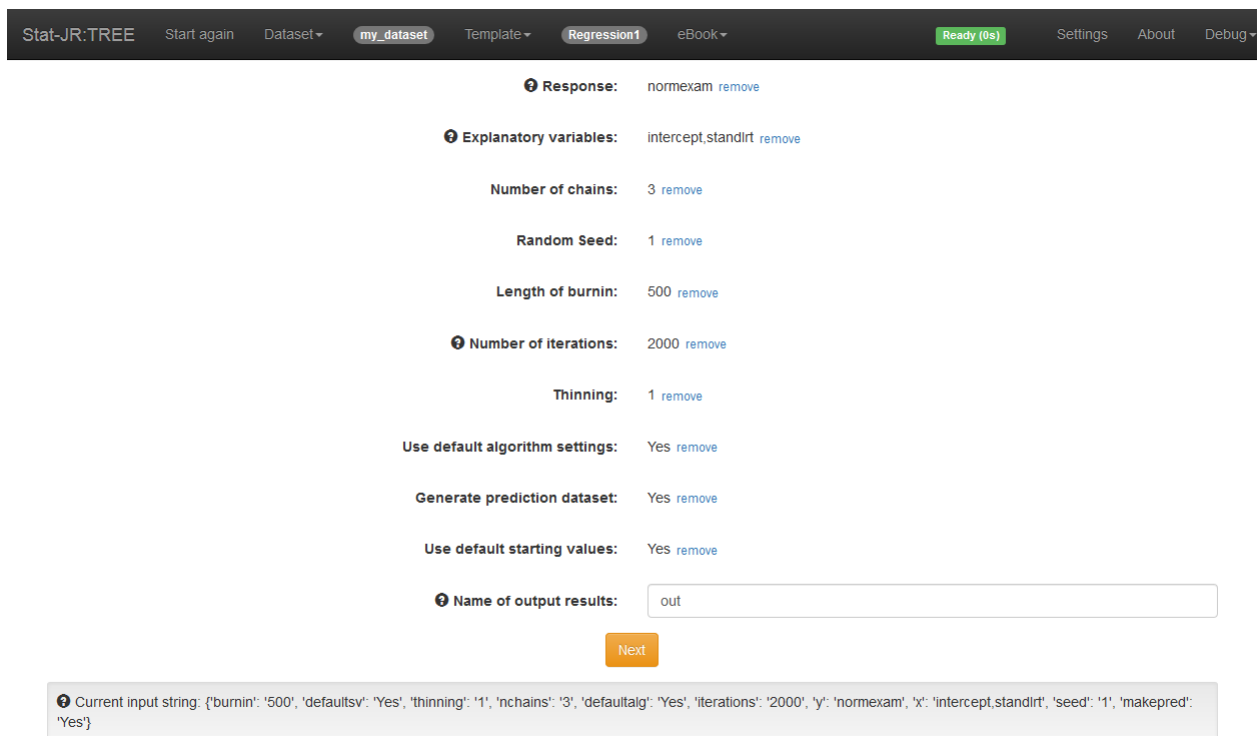 Stat-JR:TREE Start again Dataset my_dataset Template Regression1 eBook Ready (0s) Settings About Debug
Response: normexam remove
Explanatory variables: intercept,standlrt remove
Number of chains: 3 remove
Random Seed: 1 remove
Length of burnin: 500 remove
Number of iterations: 2000 remove
Thinning: 1 remove
Use default algorithm settings: Yes remove
Generate prediction dataset: Yes remove
Use default starting values: Yes remove
Name of output results: out
Next
Current input string: {'burnin': '500', 'defaultsv': 'Yes', 'thinning': '1', 'nchains': '3', 'defaultalg': 'Yes', 'iterations': '2000', 'y': 'normexam', 'x': 'intercept,standlrt', 'seed': '1', 'makepred':
'Yes'}